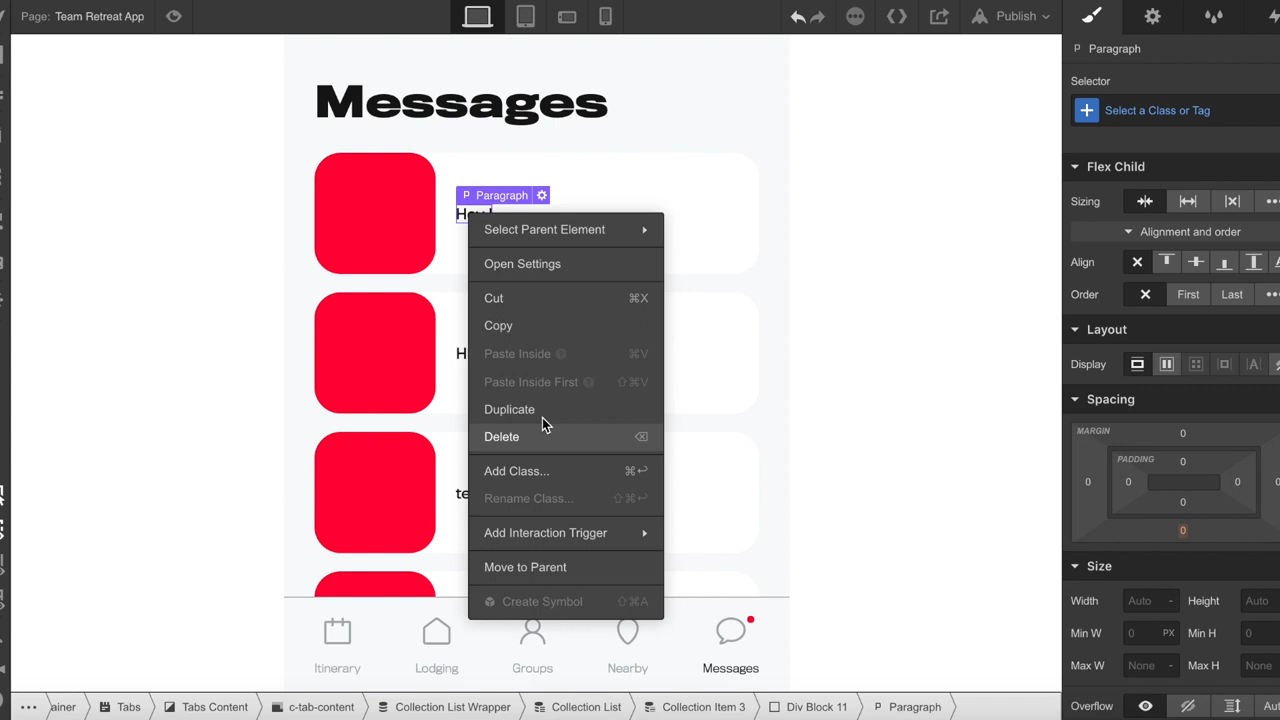 Page: Team Retreat App
Publish
Messages
P Paragraph
Select Parent Element
Open Settings
Cut ⌘X
Copy
Paste Inside ? ⌘V
Paste Inside First ? ⇧⌘V
Duplicate
Delete
Add Class... ⌘↩
Rename Class... ⇧⌘↩
Add Interaction Trigger
Move to Parent
Create Symbol ⇧⌘A
Itinerary
Lodging
Groups
Nearby
Messages
ainer
Tabs
Tabs Content
c-tab-content
Collection List Wrapper
Collection List
Collection Item 3
Div Block 11
P Paragraph
P Paragraph
Selector
+ Select a Class or Tag
Flex Child
Sizing
Alignment and order
Align
Order First Last
Layout
Display
Spacing
MARGIN 0
PADDING 0
0 0 0
0
0
Size
Width Auto - Height Auto
Min W 0 PX Min H 0
Max W None - Max H None
Overflow